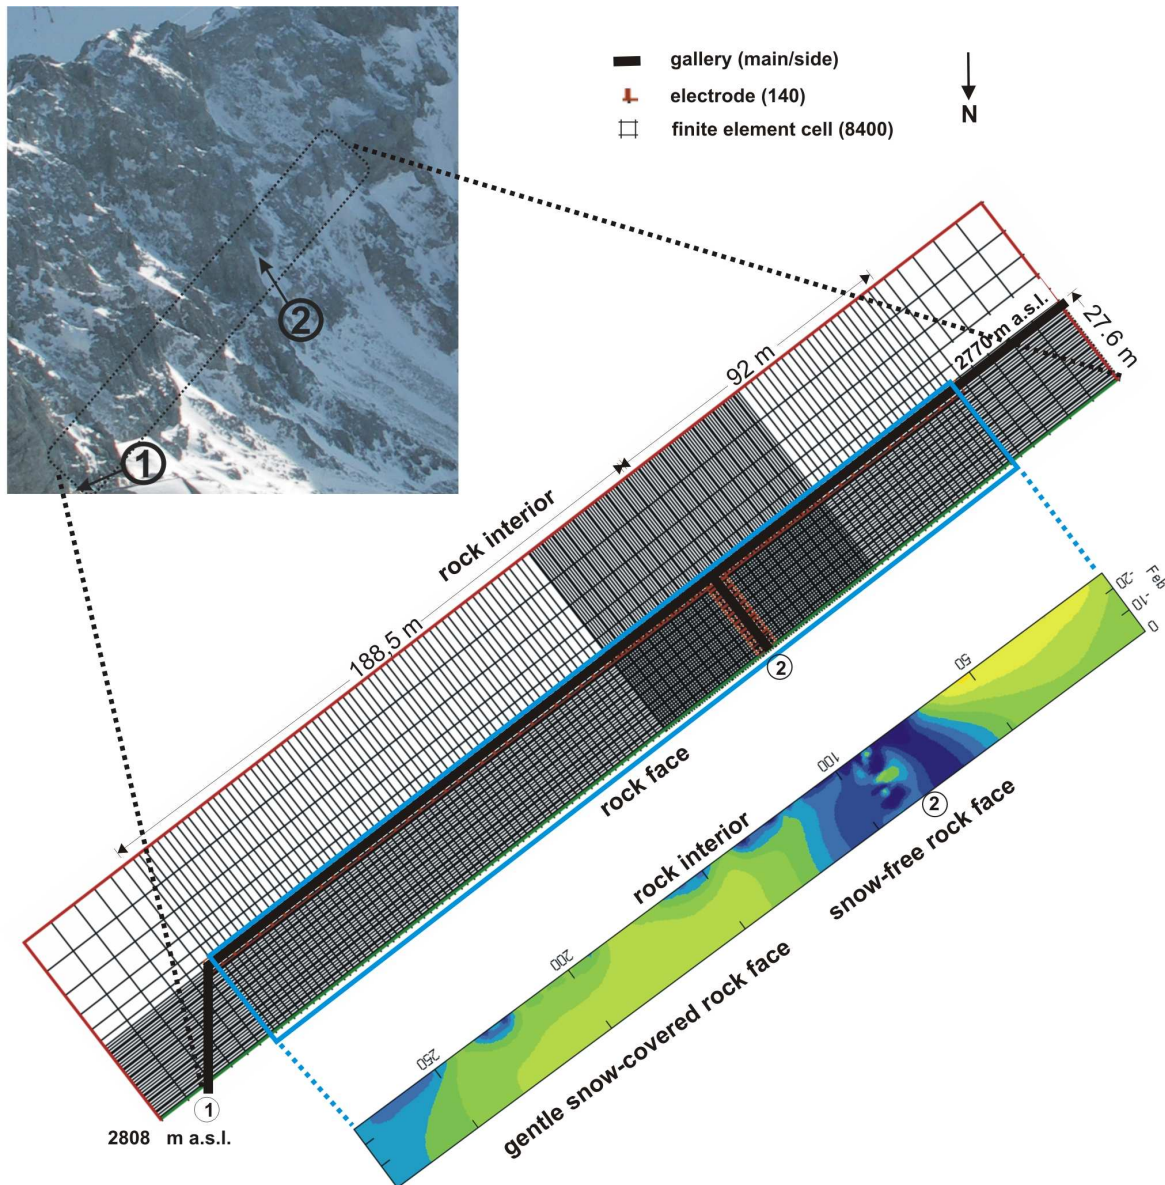 gallery (main/side)
electrode (140)
finite element cell (8400)
N
2
1
27.6 m
2770 m a.s.l.
92 m
rock interior
188,5 m
2
rock face
Feb
-20
-10
0
50
100
2
rock interior
snow-free rock face
200
250
gentle snow-covered rock face
1
2808 m a.s.l.